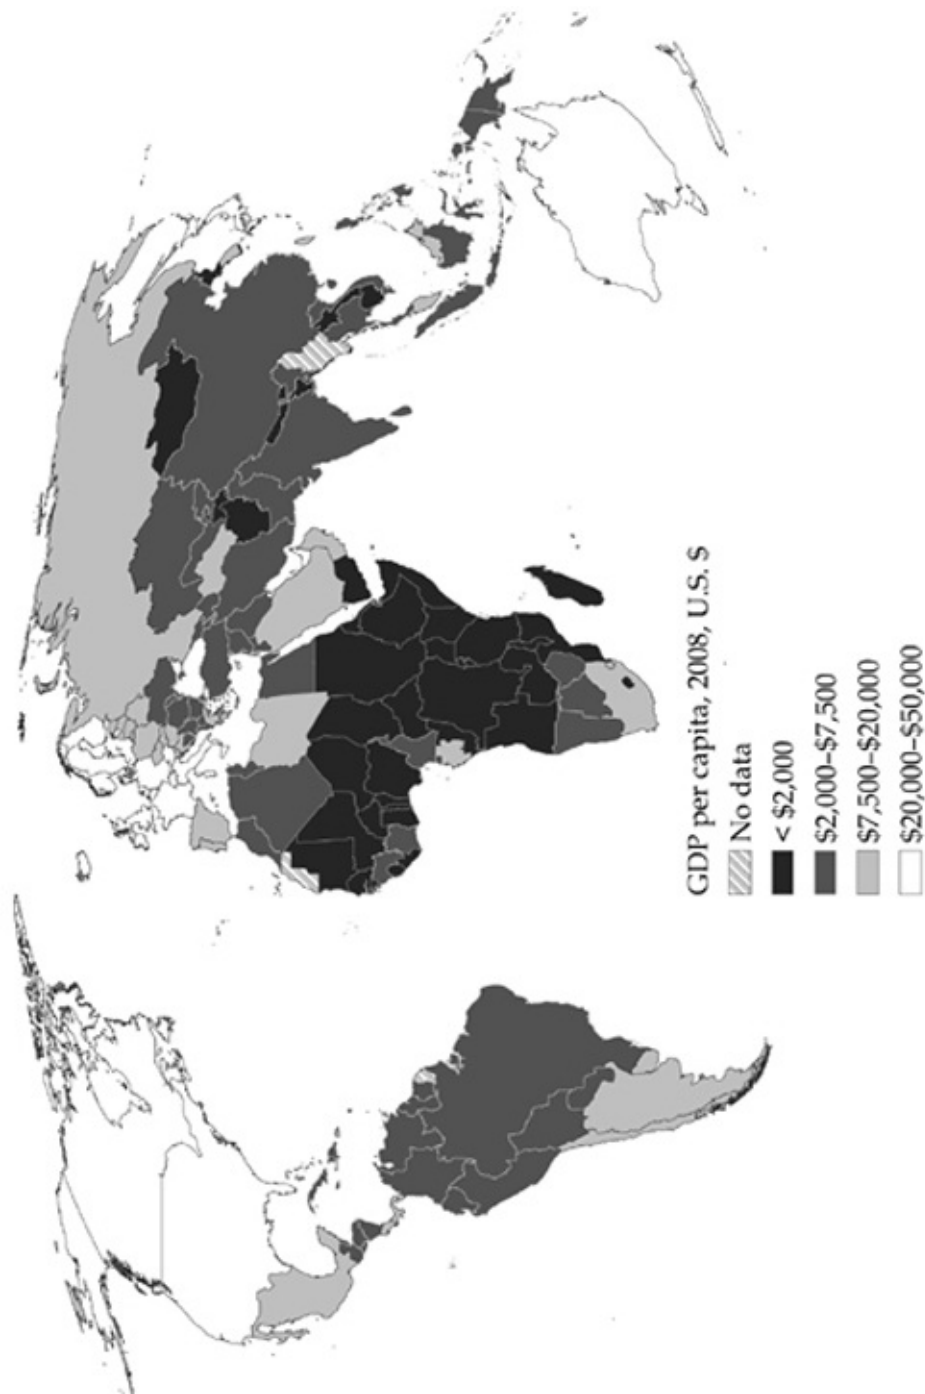 GDP per capita, 2008, U.S. $
No data
< $2,000
$2,000–$7,500
$7,500–$20,000
$20,000–$50,000